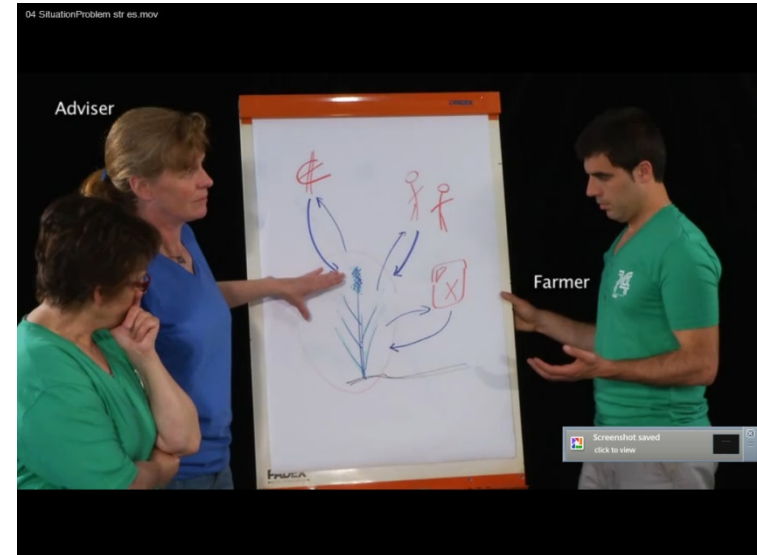 04 SituationProblem str es.mov
Adviser
Farmer
Screenshot saved
click to view